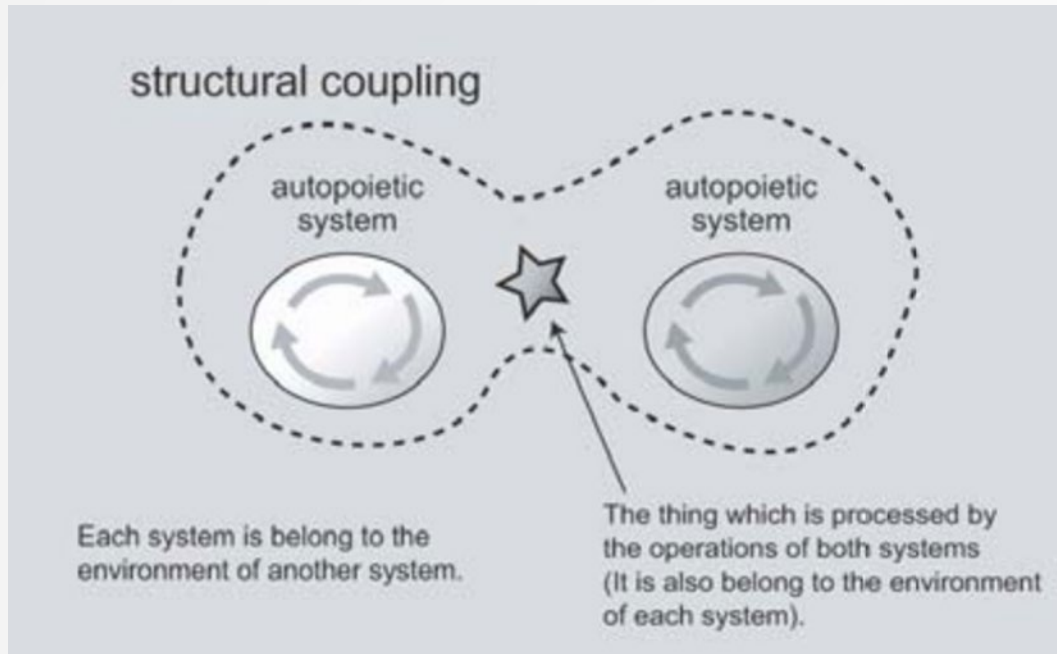 structural coupling
autopoietic
system
autopoietic
system
Each system is belong to the
environment of another system.
The thing which is processed by
the operations of both systems
(It is also belong to the environment
of each system).